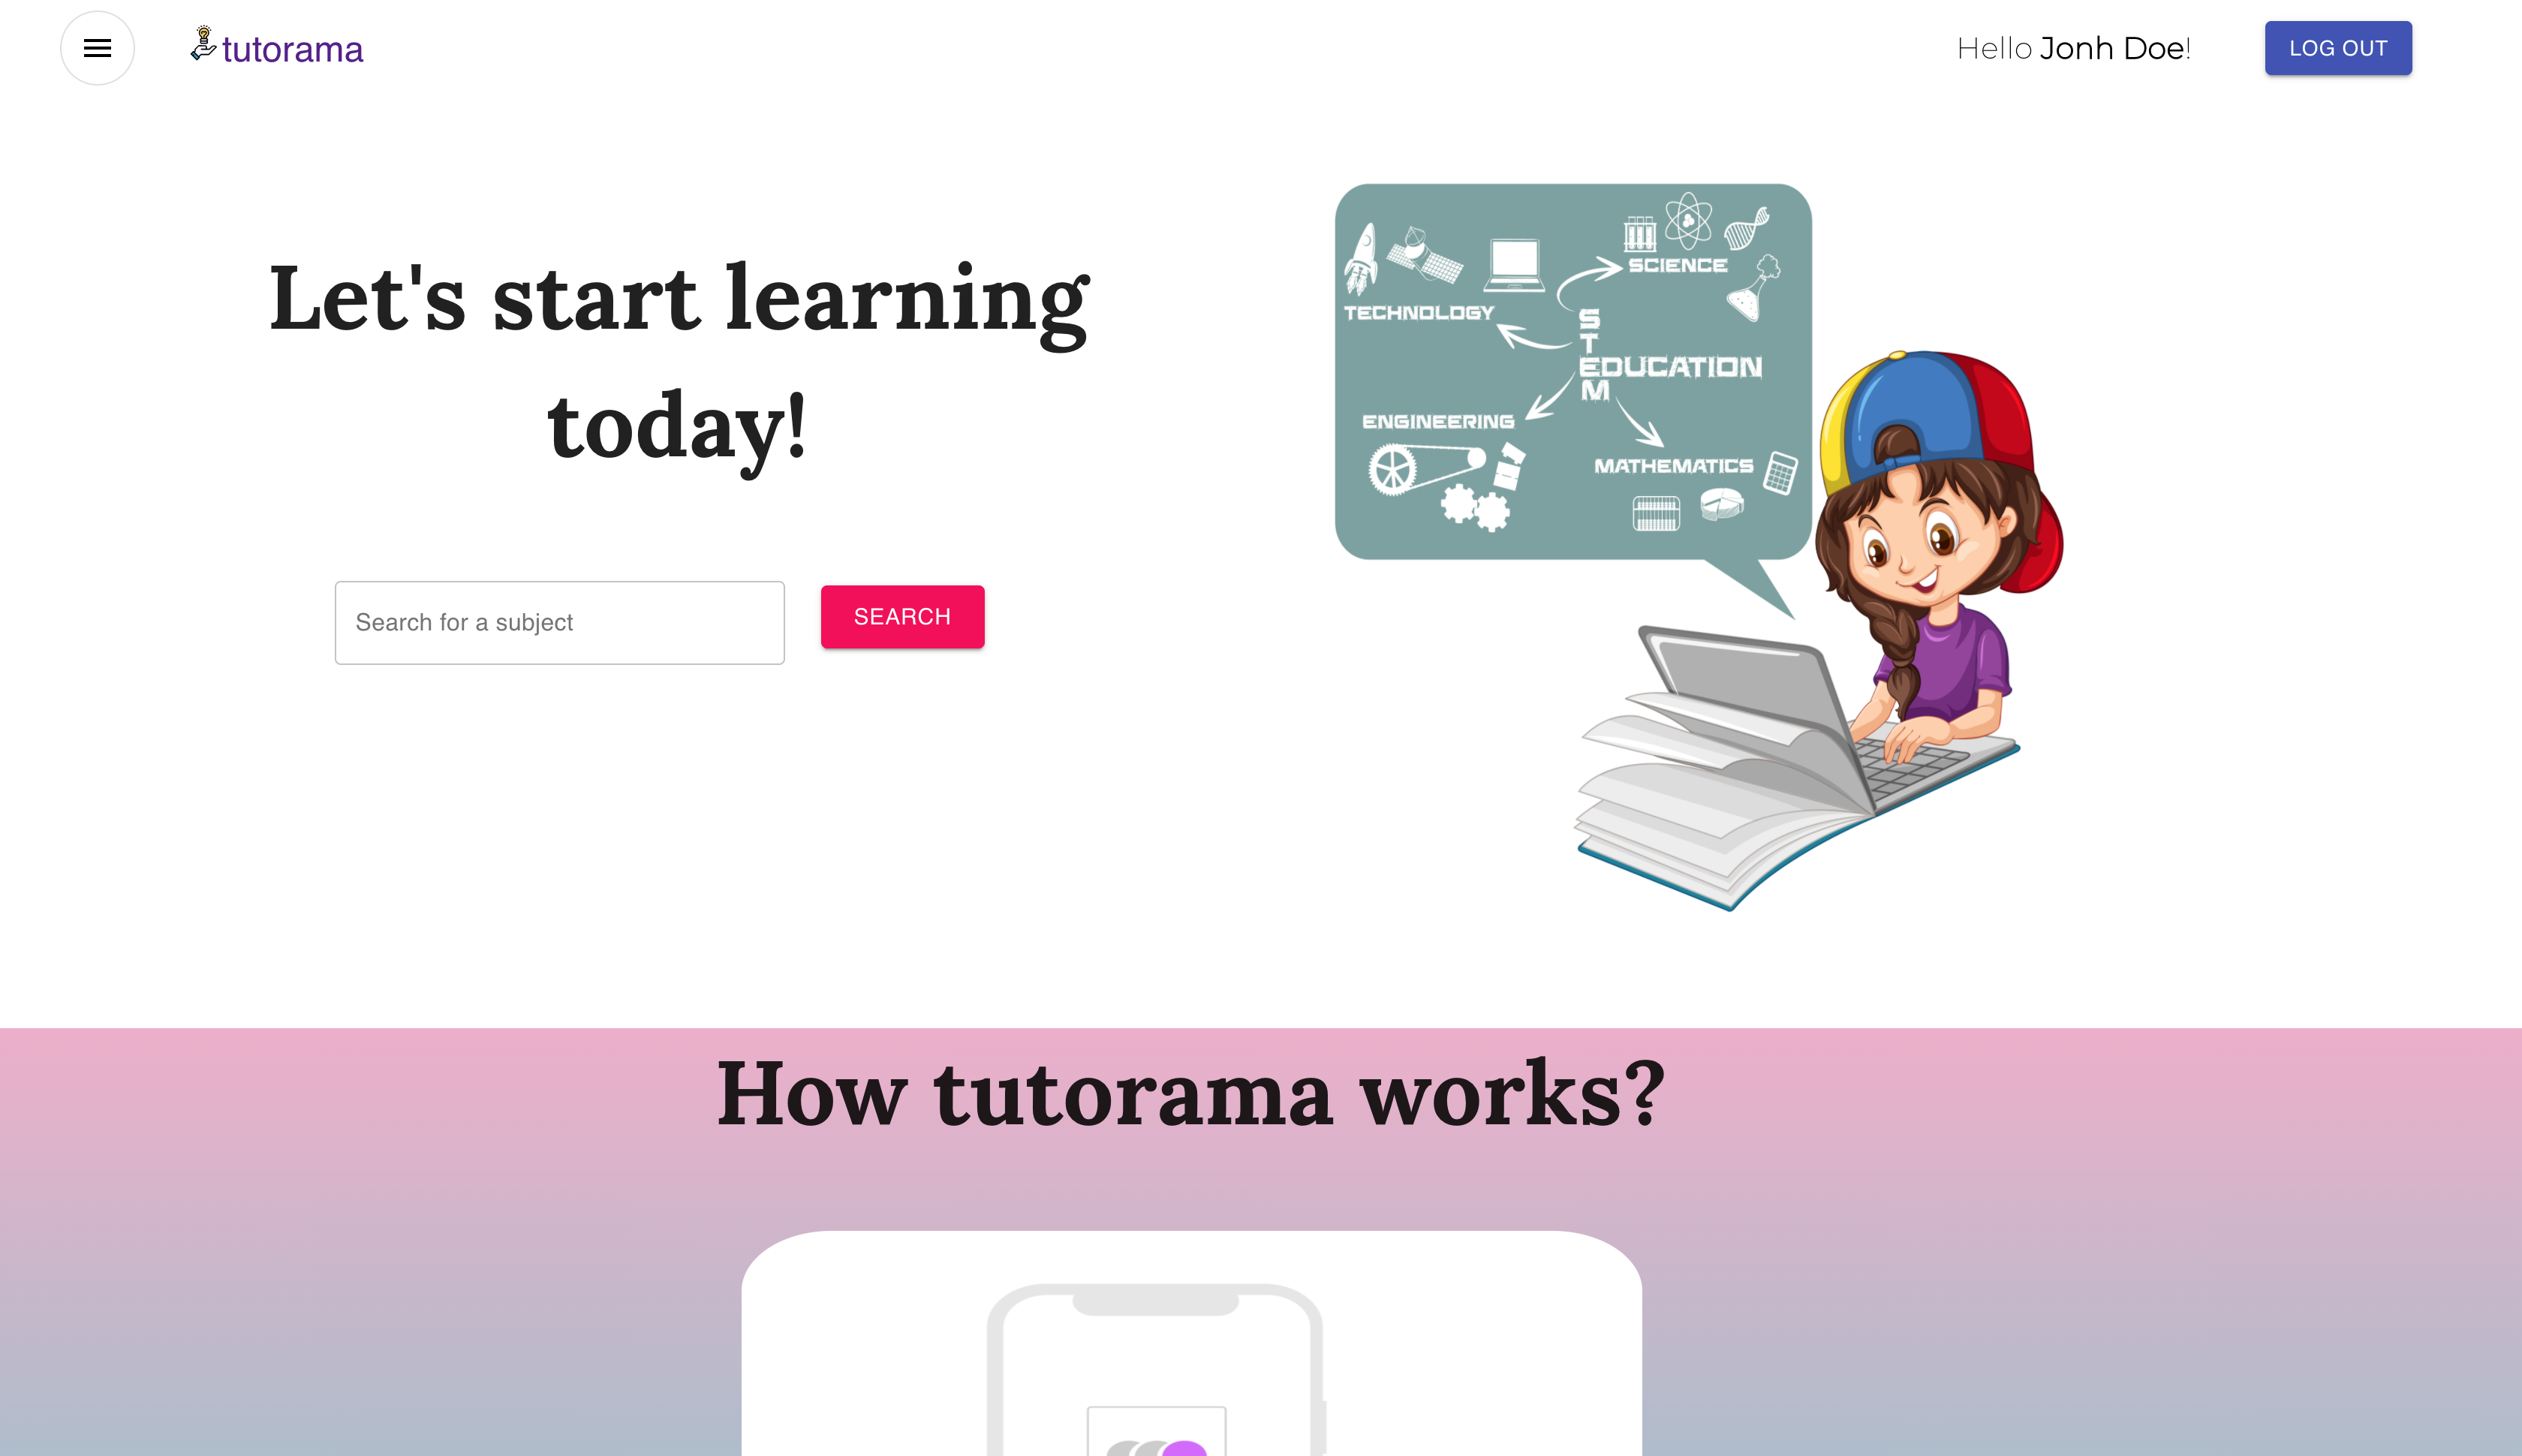 tutorama
Hello Jonh Doe!
LOG OUT
Let's start learning
today!
Search for a subject
SEARCH
SCIENCE
TECHNOLOGY
STEM
EDUCATION
ENGINEERING
MATHEMATICS
How tutorama works?